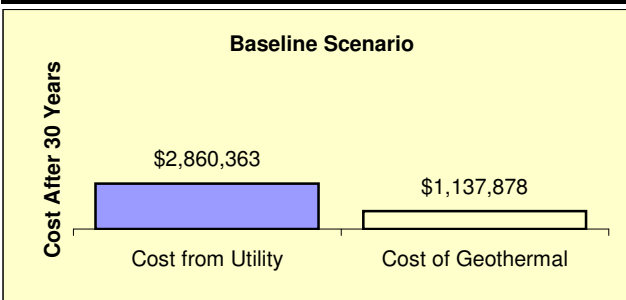 Baseline Scenario
Cost After 30 Years
$2,860,363
$1,137,878
Cost from Utility
Cost of Geothermal